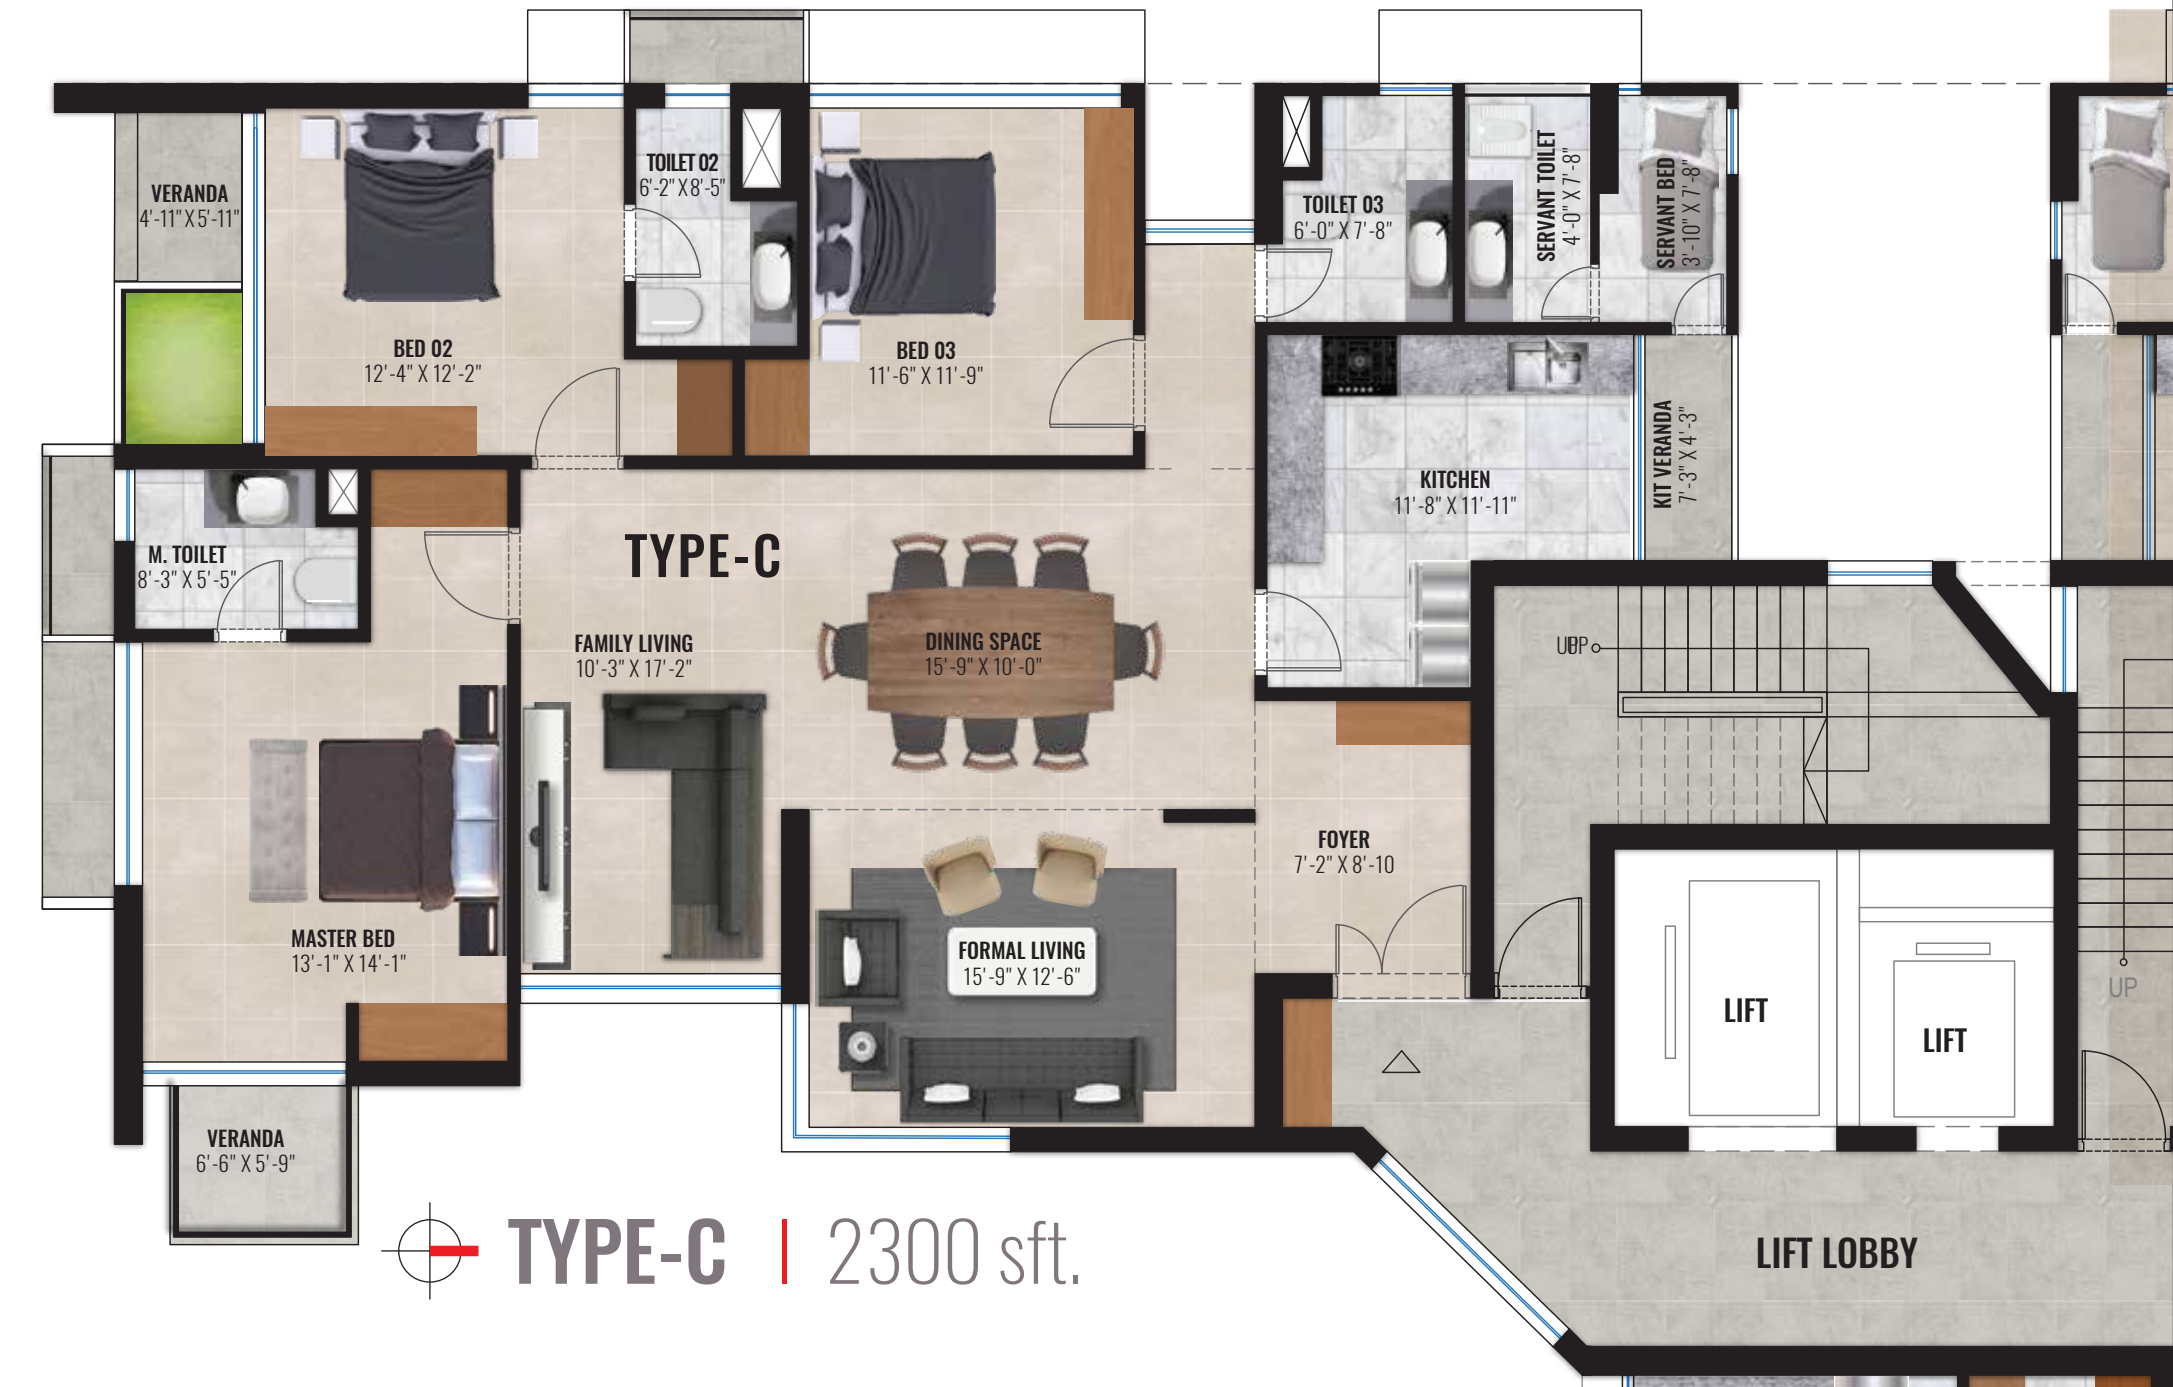 VERANDA
4'-11" X 5'-11"
BED 02
12'-4" X 12'-2"
TOILET 02
6'-2" X 8'-5"
BED 03
11'-6" X 11'-9"
TOILET 03
6'-0" X 7'-8"
SERVANT TOILET
4'-0" X 7'-8"
SERVANT BED
3'-10" X 7'-8"
KITCHEN
11'-8" X 11'-11"
KIT VERANDA
7'-3" X 4'-3"
M. TOILET
8'-3" X 5'-5"
TYPE-C
FAMILY LIVING
10'-3" X 17'-2"
DINING SPACE
15'-9" X 10'-0"
UP
FOYER
7'-2" X 8'-10
MASTER BED
13'-1" X 14'-1"
FORMAL LIVING
15'-9" X 12'-6"
LIFT
LIFT
UP
VERANDA
6'-6" X 5'-9"
TYPE-C | 2300 sft.
LIFT LOBBY